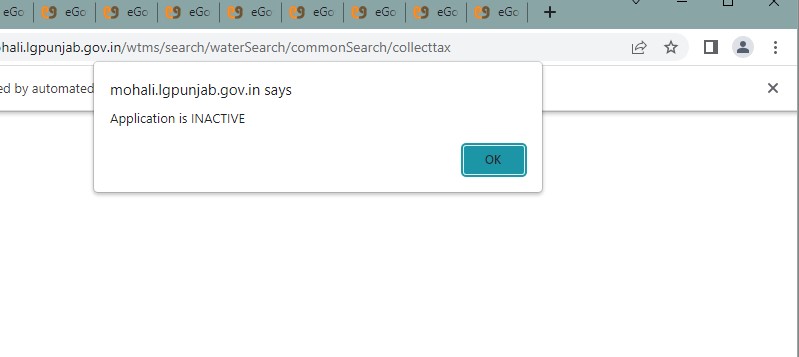 eGo eGo eGo eGo eGo eGo eGo eGo eGo
hali.lgpunjab.gov.in/wtms/search/waterSearch/commonSearch/collecttax
ed by automated
mohali.lgpunjab.gov.in says
Application is INACTIVE
OK